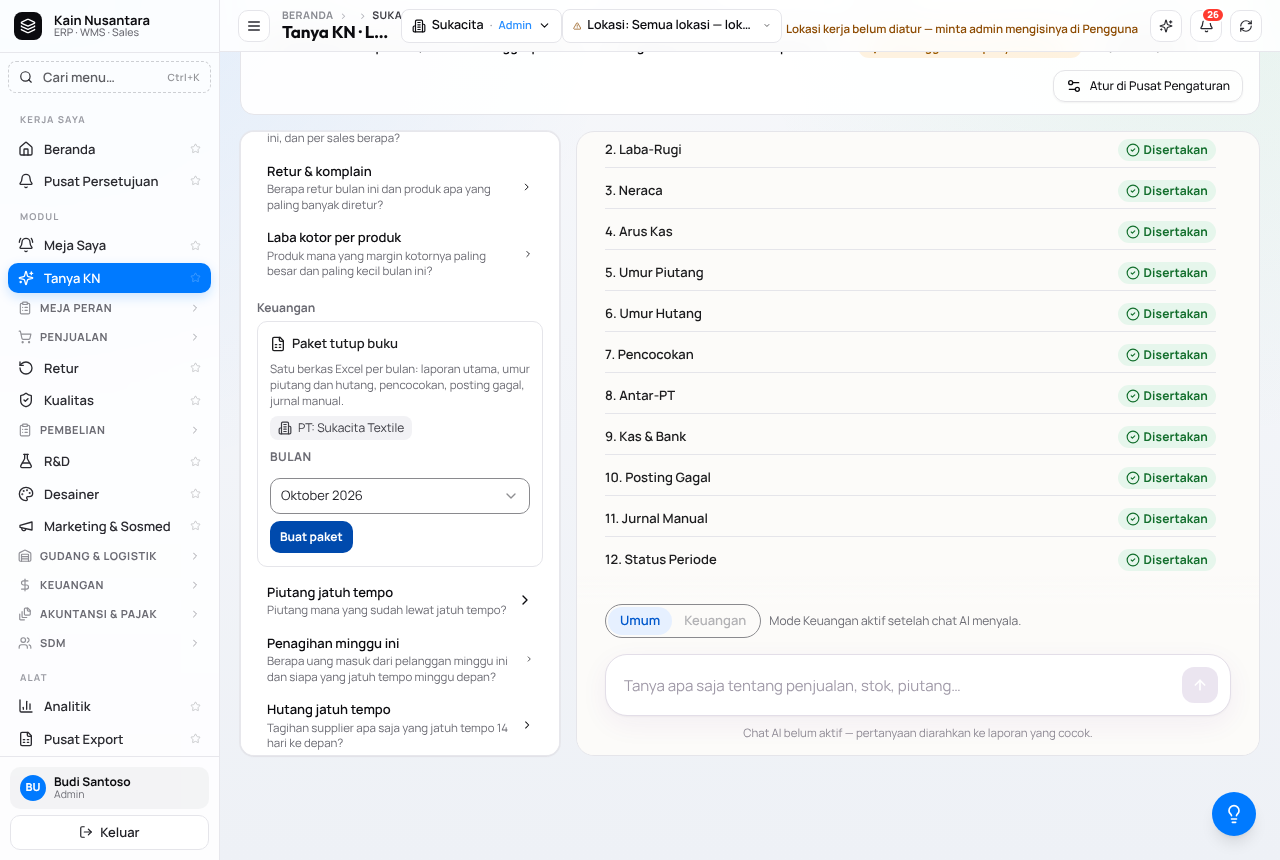 Kain Nusantara
ERP · WMS · Sales
Cari menu...
Ctrl+K
KERJA SAYA
Beranda
Pusat Persetujuan
MODUL
Meja Saya
Tanya KN
MEJA PERAN
PENJUALAN
Retur
Kualitas
PEMBELIAN
R&D
Desainer
Marketing & Sosmed
GUDANG & LOGISTIK
KEUANGAN
AKUNTANSI & PAJAK
SDM
ALAT
Analitik
Pusat Export
BU
Budi Santoso
Admin
Keluar
BERANDA
SUKA
Tanya KN · L...
Sukacita · Admin
Lokasi: Semua lokasi — lok...
Lokasi kerja belum diatur — minta admin mengisinya di Pengguna
26
Atur di Pusat Pengaturan
ini, dan per sales berapa?
Retur & komplain
Berapa retur bulan ini dan produk apa yang
paling banyak diretur?
Laba kotor per produk
Produk mana yang margin kotornya paling
besar dan paling kecil bulan ini?
Keuangan
Paket tutup buku
Satu berkas Excel per bulan: laporan utama, umur
piutang dan hutang, pencocokan, posting gagal,
jurnal manual.
PT: Sukacita Textile
BULAN
Oktober 2026
Buat paket
Piutang jatuh tempo
Piutang mana yang sudah lewat jatuh tempo?
Penagihan minggu ini
Berapa uang masuk dari pelanggan minggu ini
dan siapa yang jatuh tempo minggu depan?
Hutang jatuh tempo
Tagihan supplier apa saja yang jatuh tempo 14
hari ke depan?
2. Laba-Rugi Disertakan
3. Neraca Disertakan
4. Arus Kas Disertakan
5. Umur Piutang Disertakan
6. Umur Hutang Disertakan
7. Pencocokan Disertakan
8. Antar-PT Disertakan
9. Kas & Bank Disertakan
10. Posting Gagal Disertakan
11. Jurnal Manual Disertakan
12. Status Periode Disertakan
Umum Keuangan Mode Keuangan aktif setelah chat AI menyala.
Tanya apa saja tentang penjualan, stok, piutang...
Chat AI belum aktif — pertanyaan diarahkan ke laporan yang cocok.